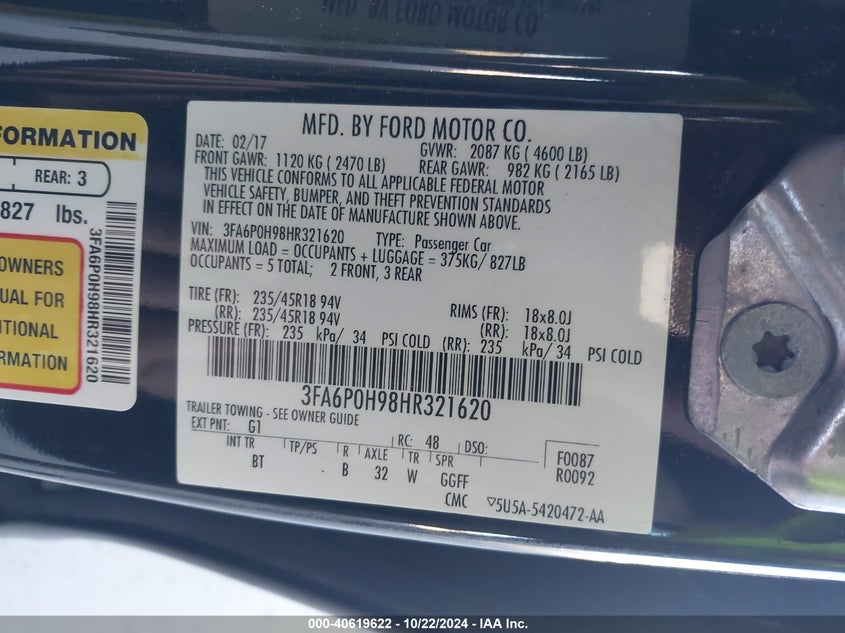 MFD. BY FORD MOTOR CO
FORMATION
REAR: 3
827 lbs.
OWNERS
UAL FOR
ITIONAL
FORMATION
3FA6P0H98HR321620
MFD. BY FORD MOTOR CO.
DATE: 02/17 GVWR: 2087 KG ( 4600 LB)
FRONT GAWR: 1120 KG ( 2470 LB) REAR GAWR: 982 KG ( 2165 LB)
THIS VEHICLE CONFORMS TO ALL APPLICABLE FEDERAL MOTOR
VEHICLE SAFETY, BUMPER, AND THEFT PREVENTION STANDARDS
IN EFFECT ON THE DATE OF MANUFACTURE SHOWN ABOVE.
VIN: 3FA6P0H98HR321620 TYPE: Passenger Car
MAXIMUM LOAD = OCCUPANTS + LUGGAGE = 375KG/ 827LB
OCCUPANTS = 5 TOTAL; 2 FRONT, 3 REAR
TIRE (FR): 235/45R18 94V RIMS (FR): 18x8.0J
(RR): 235/45R18 94V (RR): 18x8.0J
PRESSURE (FR): 235 kPa/ 34 PSI COLD (RR): 235 kPa/34 PSI COLD
3FA6P0H98HR321620
TRAILER TOWING - SEE OWNER GUIDE
EXT PNT: G1 RC: 48 DSO: F0087
INT TR TP/PS R AXLE TR SPR R0092
BT B 32 W GGFF
CMC ▽5U5A-5420472-AA
000-40619622 - 10/22/2024 - IAA Inc.